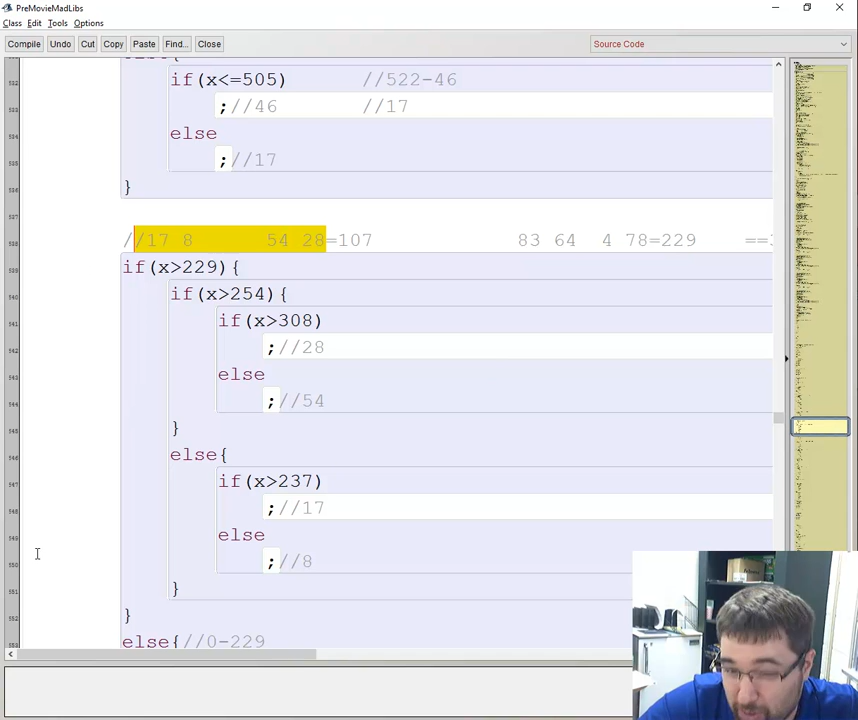 PreMovieMadLibs
Class Edit Tools Options
Compile Undo Cut Copy Paste Find... Close Source Code
if(x<=505) //522-46
;//46 //17
else
;//17
}
//17 8 54 28=107 83 64 4 78=229
if(x>229){
if(x>254){
if(x>308)
;//28
else
;//54
}
else{
if(x>237)
;//17
else
;//8
}
}
else{//0-229